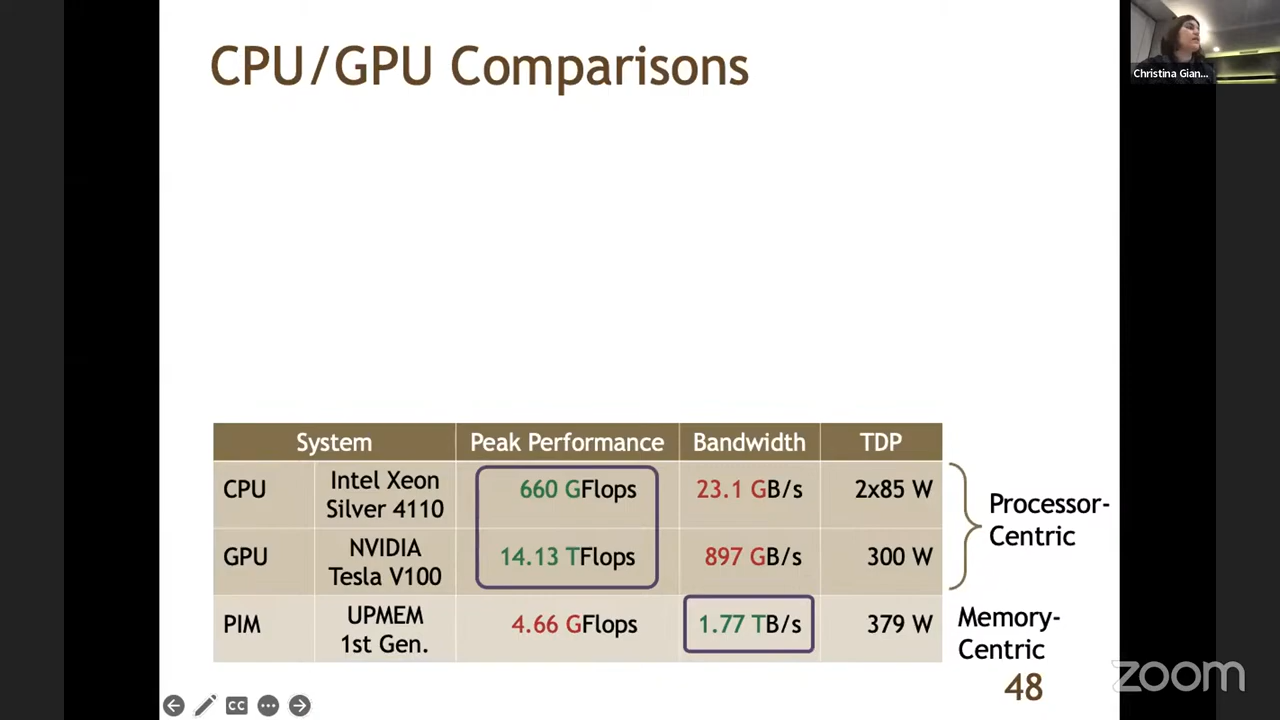 CPU/GPU Comparisons
Christina Gian...
System Peak Performance Bandwidth TDP
CPU Intel Xeon Silver 4110 660 GFlops 23.1 GB/s 2x85 W
GPU NVIDIA Tesla V100 14.13 TFlops 897 GB/s 300 W
Processor-
Centric
PIM UPMEM 1st Gen. 4.66 GFlops 1.77 TB/s 379 W
Memory-
Centric
48
zoom
CC